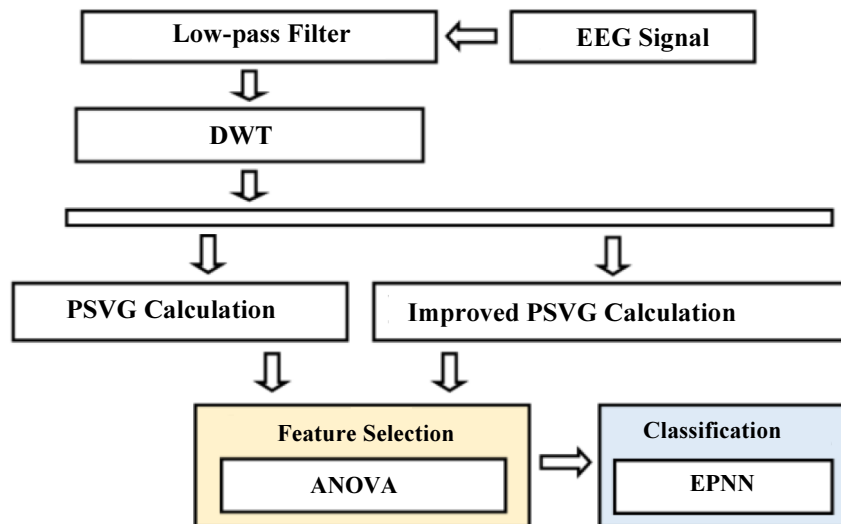 Low-pass Filter
EEG Signal
DWT
PSVG Calculation
Improved PSVG Calculation
Feature Selection
ANOVA
Classification
EPNN